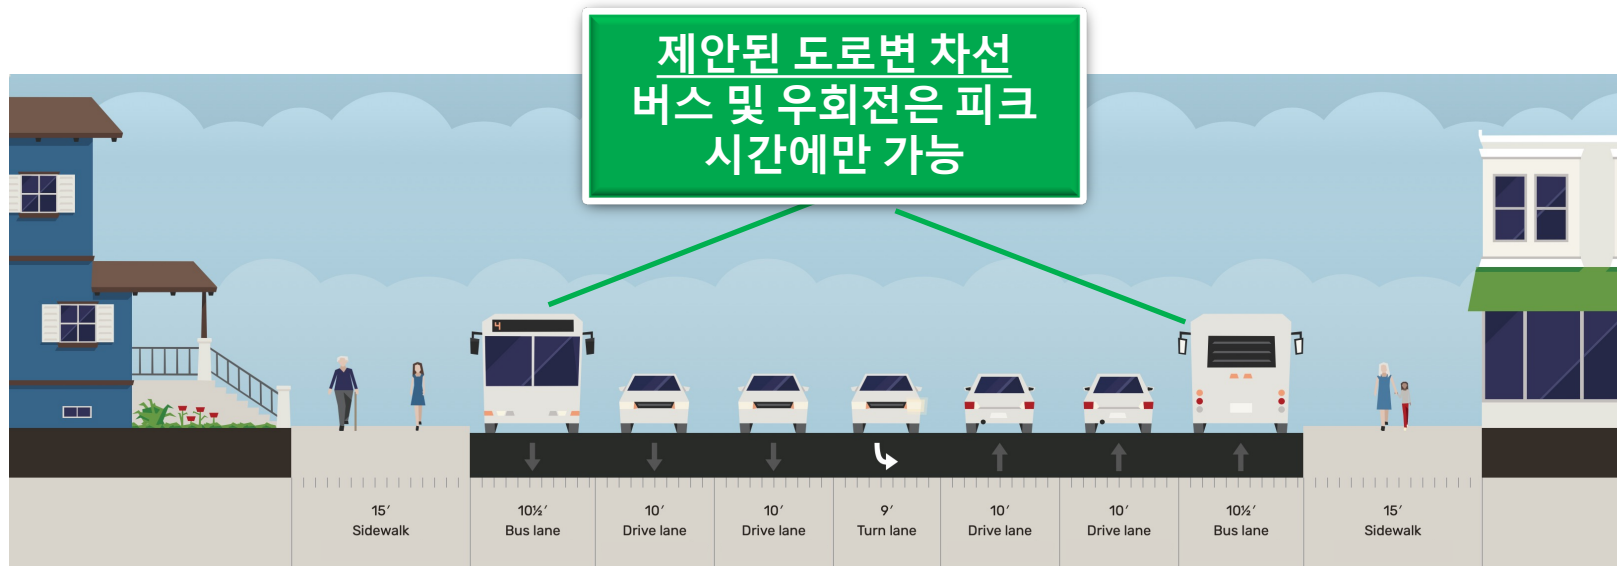 제안된 도로변 차선
버스 및 우회전은 피크
시간에만 가능
4
15′
Sidewalk
10½′
Bus lane
10′
Drive lane
10′
Drive lane
9′
Turn lane
10′
Drive lane
10′
Drive lane
10½′
Bus lane
15′
Sidewalk